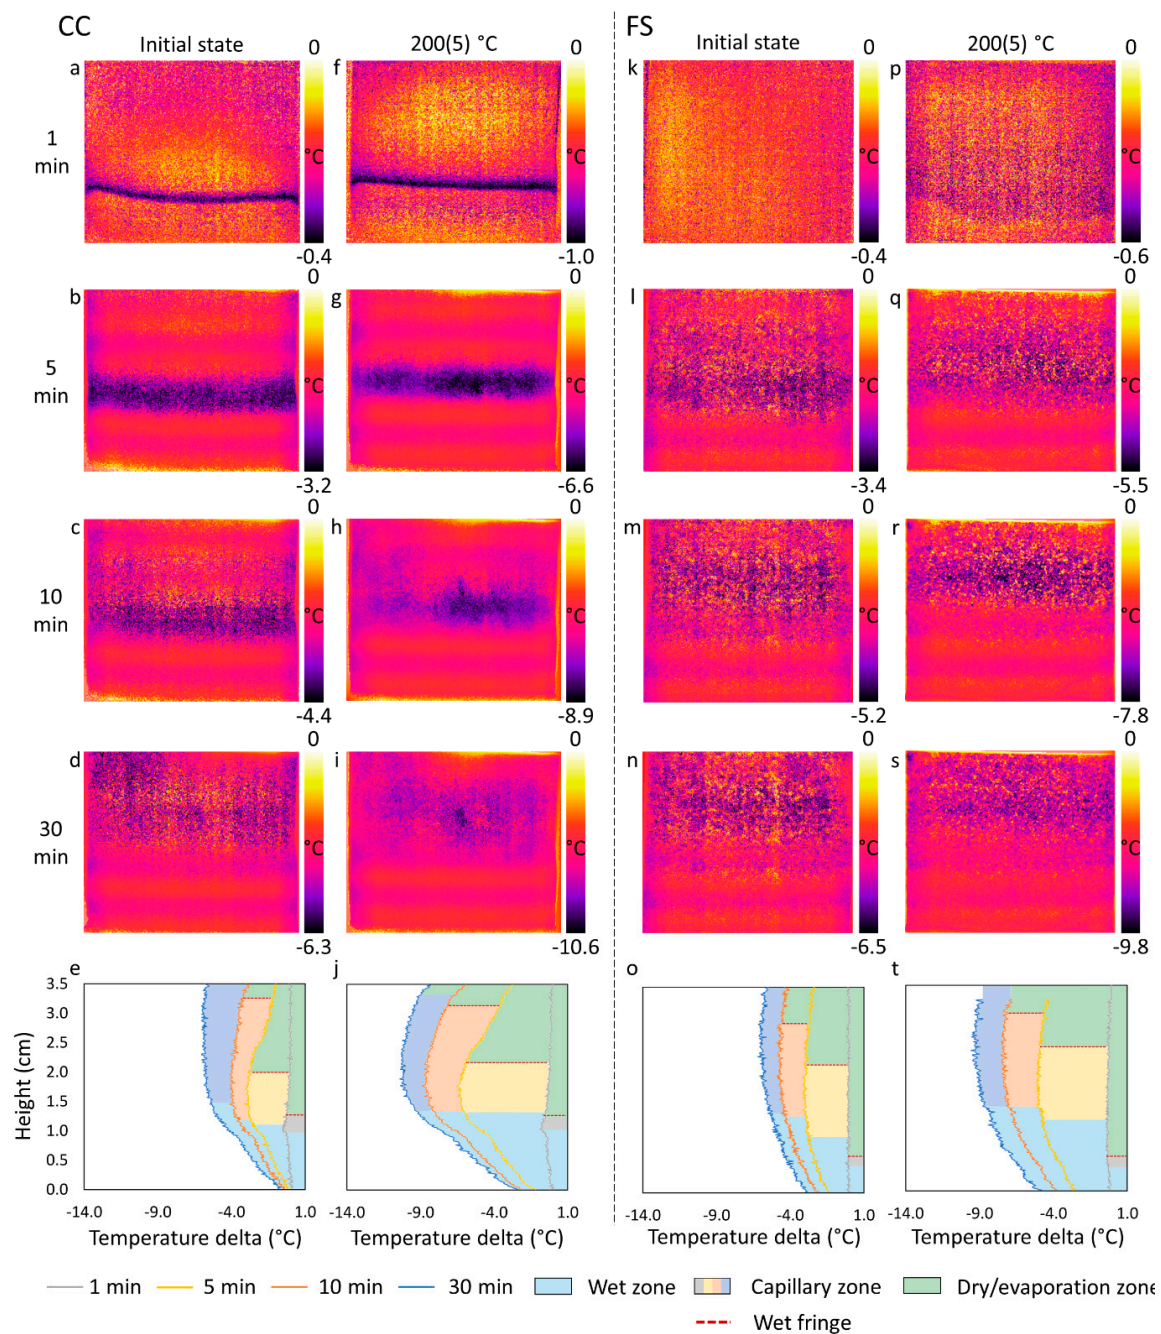 CC
FS
Initial state
200(5) °C
Initial state
200(5) °C
0
0
0
0
a
f
k
p
1
min
°C
°C
°C
°C
-0.4
-1.0
-0.4
-0.6
0
0
0
0
b
g
l
q
5
min
°C
°C
°C
°C
-3.2
-6.6
-3.4
-5.5
0
0
0
0
c
h
m
r
10
min
°C
°C
°C
°C
-4.4
-8.9
-5.2
-7.8
0
0
0
0
d
i
n
s
30
min
°C
°C
°C
°C
-6.3
-10.6
-6.5
-9.8
e
j
o
t
3.5
3.0
2.5
2.0
1.5
1.0
0.5
0.0
Height (cm)
-14.0 -9.0 -4.0 1.0
-14.0 -9.0 -4.0 1.0
-14.0 -9.0 -4.0 1.0
-14.0 -9.0 -4.0 1.0
Temperature delta (°C)
Temperature delta (°C)
Temperature delta (°C)
Temperature delta (°C)
1 min
5 min
10 min
30 min
Wet zone
Capillary zone
Dry/evaporation zone
Wet fringe